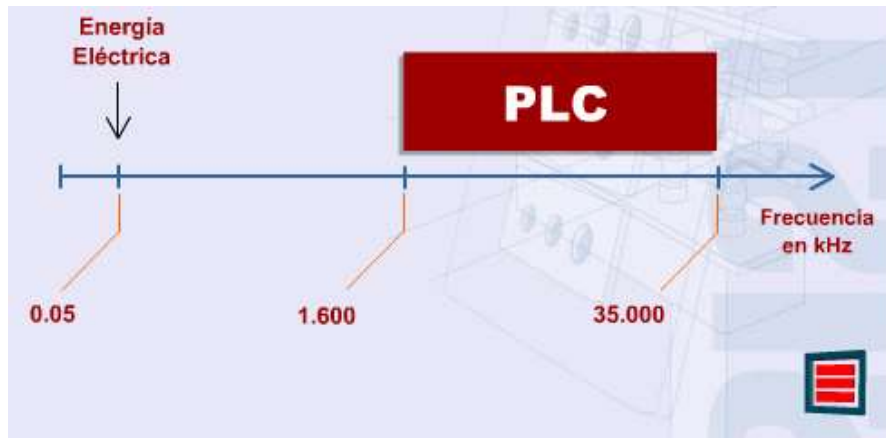 Energía
Eléctrica
PLC
Frecuencia
en kHz
0.05
1.600
35.000